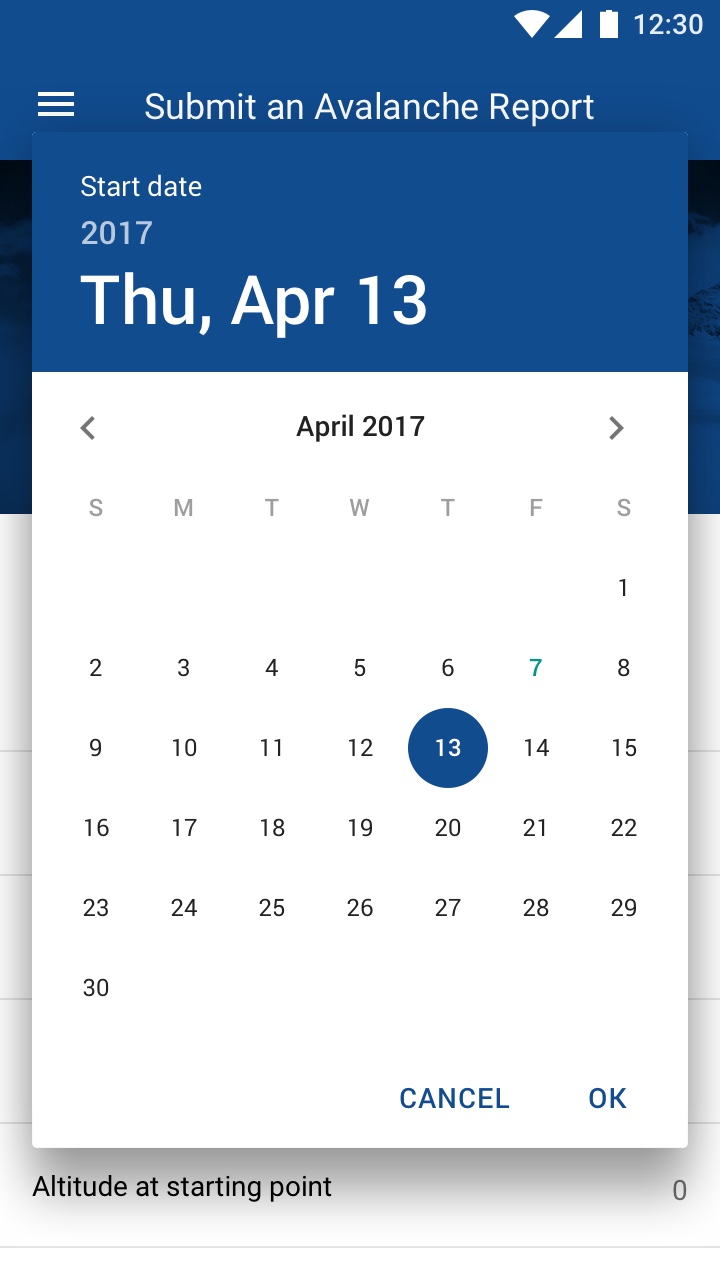 12:30
Submit an Avalanche Report
Start date
2017
Thu, Apr 13
April 2017
S M T W T F S
1
2 3 4 5 6 7 8
9 10 11 12 13 14 15
16 17 18 19 20 21 22
23 24 25 26 27 28 29
30
CANCEL OK
Altitude at starting point 0